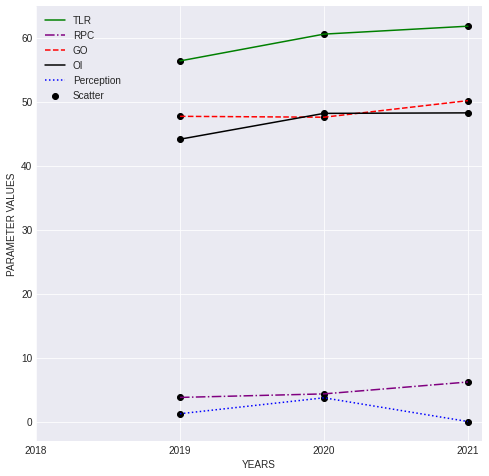 TLR
RPC
GO
OI
Perception
Scatter
60
50
40
30
20
10
0
PARAMETER VALUES
2018 2019 2020 2021
YEARS